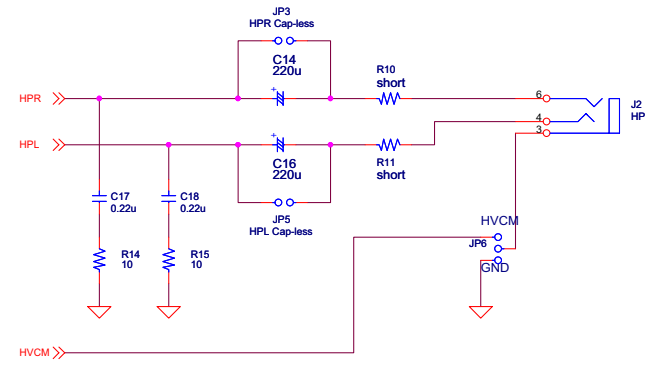 JP3
HPR Cap-less
C14
220u
R10
short
HPR
6
J2
HP
4
3
HPL
C16
220u
R11
short
C17
0.22u
C18
0.22u
JP5
HPL Cap-less
HVCM
JP6
GND
R14
10
R15
10
HVCM